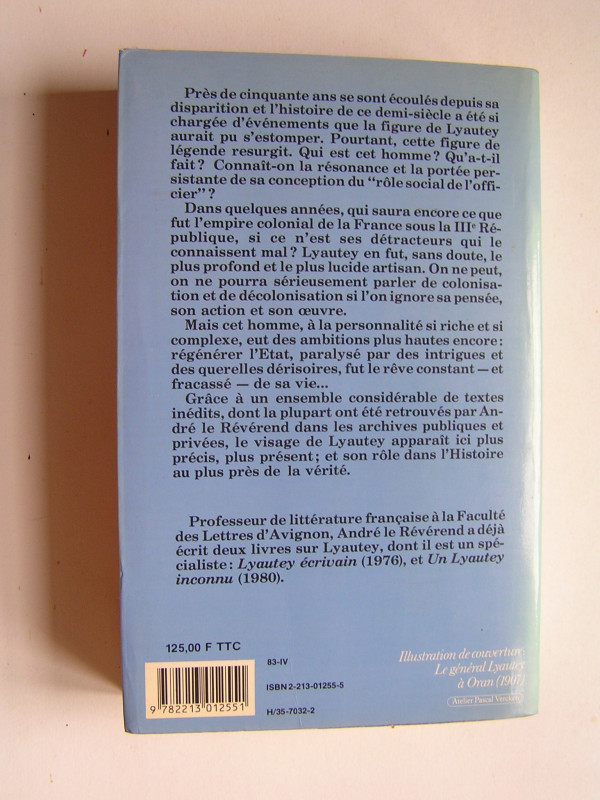 Près de cinquante ans se sont écoulés depuis sa
disparition et l'histoire de ce demi-siècle a été si
chargée d'événements que la figure de Lyautey
aurait pu s'estomper. Pourtant, cette figure de
légende resurgit. Qui est cet homme? Qu'a-t-il
fait? Connaît-on la résonance et la portée per-
sistante de sa conception du “rôle social de l'offi-
cier”?
Dans quelques années, qui saura encore ce que
fut l'empire colonial de la France sous la IIIe Ré-
publique, si ce n'est ses détracteurs qui le
connaissent mal? Lyautey en fut, sans doute, le
plus profond et le plus lucide artisan. On ne peut,
on ne pourra sérieusement parler de colonisa-
tion et de décolonisation si l'on ignore sa pensée,
son action et son œuvre.
Mais cet homme, à la personnalité si riche et si
complexe, eut des ambitions plus hautes encore:
régénérer l'Etat, paralysé par des intrigues et
des querelles dérisoires, fut le rêve constant — et
fracassé — de sa vie...
Grâce à un ensemble considérable de textes
inédits, dont la plupart ont été retrouvés par An-
dré le Révérend dans les archives publiques et
privées, le visage de Lyautey apparaît ici plus
précis, plus présent; et son rôle dans l'Histoire
au plus près de la vérité.
Professeur de littérature française à la Faculté
des Lettres d'Avignon, André le Révérend a déjà
écrit deux livres sur Lyautey, dont il est un spé-
cialiste: Lyautey écrivain (1976), et Un Lyautey
inconnu (1980).
125,00 F TTC
83-IV
ISBN 2-213-01255-5
H/35-7032-2
9 782213 012551
Illustration de couverture
Le général Lyautey
à Oran (1907)
Atelier Pascal